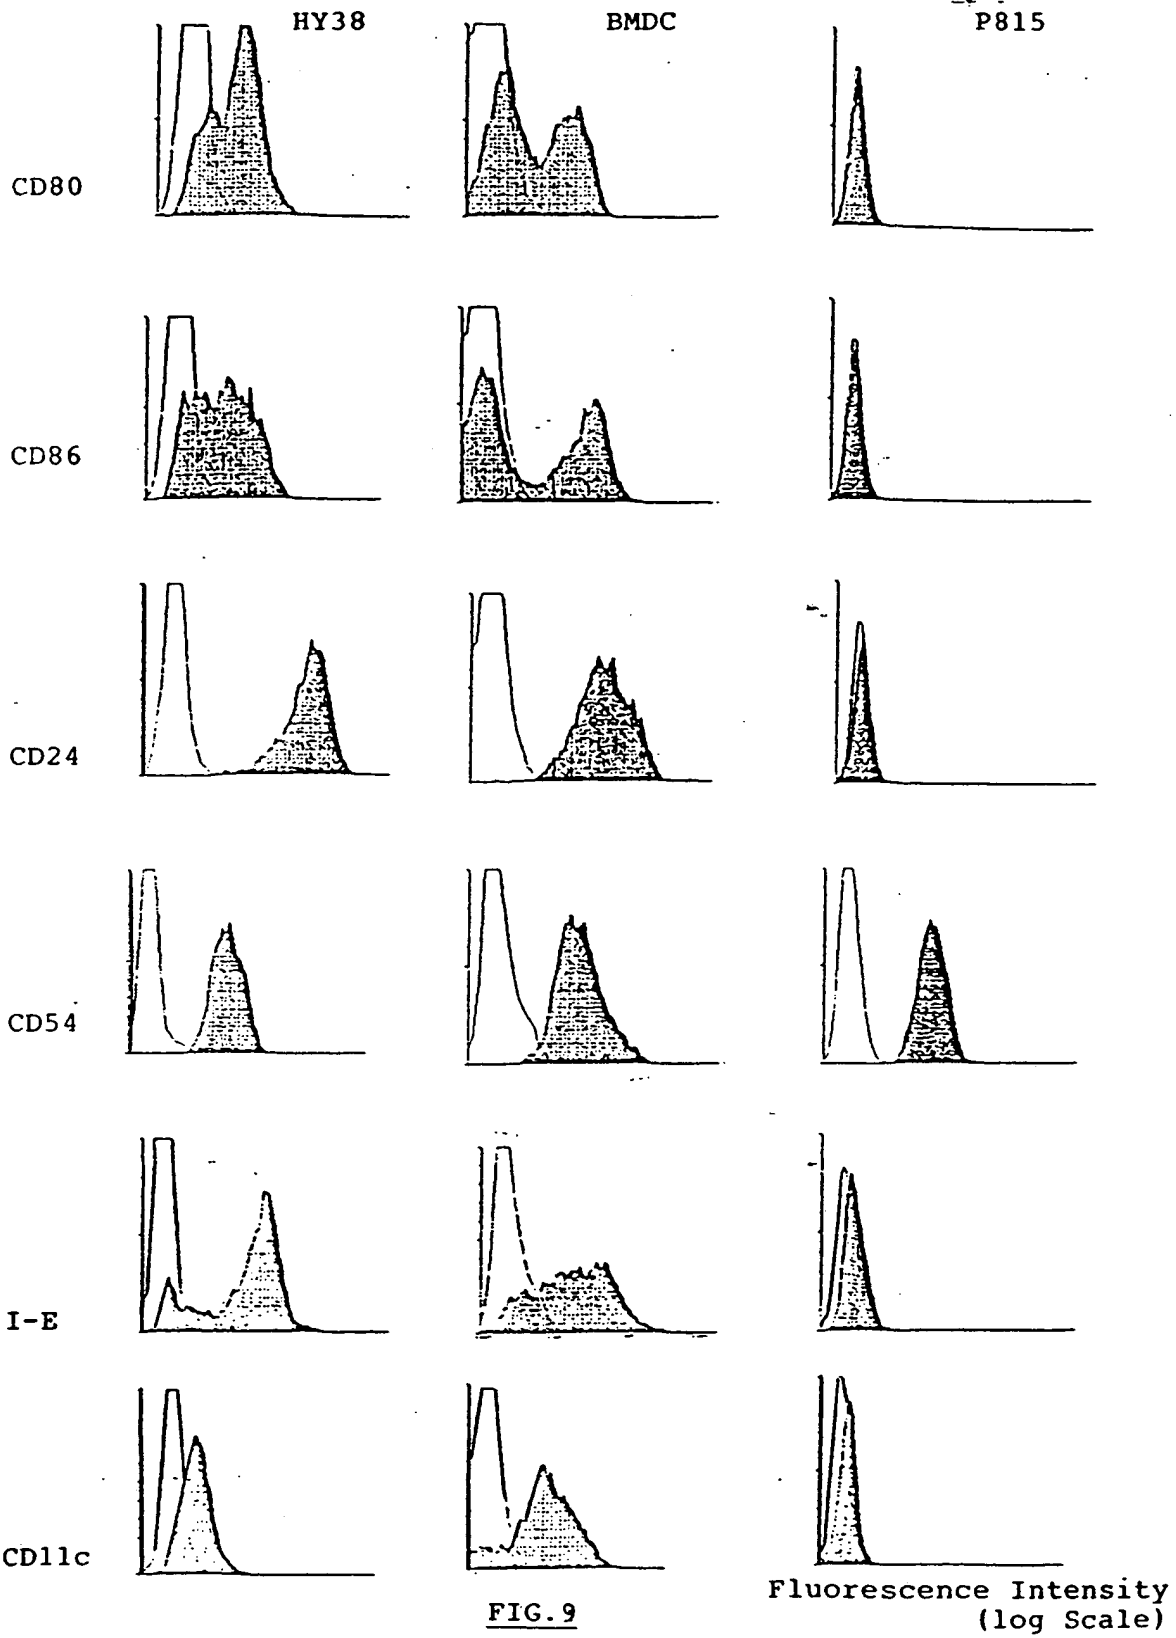 HY38 BMDC P815
CD80
CD86
CD24
CD54
I-E
CD11c
Fluorescence Intensity
(log Scale)
FIG.9